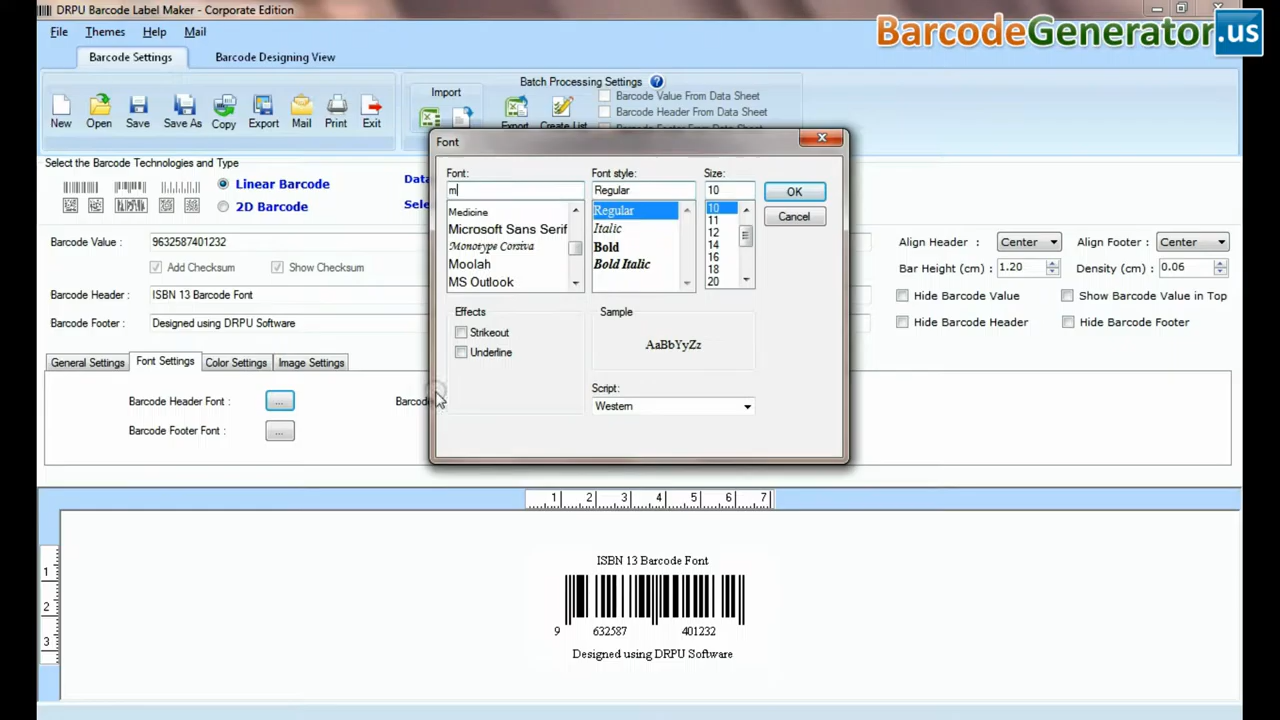 DRPU Barcode Label Maker - Corporate Edition
File Themes Help Mail
BarcodeGenerator.us
Barcode Settings Barcode Designing View
New Open Save Save As Copy Export Mail Print Exit
Import
Batch Processing Settings ?
Export Create List
Barcode Value From Data Sheet
Barcode Header From Data Sheet
Select the Barcode Technologies and Type
Linear Barcode
2D Barcode
Barcode Value : 9632587401232
Add Checksum Show Checksum
Barcode Header : ISBN 13 Barcode Font
Barcode Footer : Designed using DRPU Software
Align Header : Center Align Footer : Center
Bar Height (cm) : 1.20 Density (cm) : 0.06
Hide Barcode Value Show Barcode Value in Top
Hide Barcode Header Hide Barcode Footer
General Settings Font Settings Color Settings Image Settings
Barcode Header Font : ...
Barcode Footer Font : ...
Font
Font: Font style: Size:
m Regular 10
OK
Cancel
Medicine
Microsoft Sans Serif
Monotype Corsiva
Moolah
MS Outlook
Regular
Italic
Bold
Bold Italic
10
11
12
14
16
18
20
Effects
Strikeout
Underline
Sample
AaBbYyZz
Script:
Western
1 2 3 4 5 6 7
1
2
3
ISBN 13 Barcode Font
9 632587 401232
Designed using DRPU Software